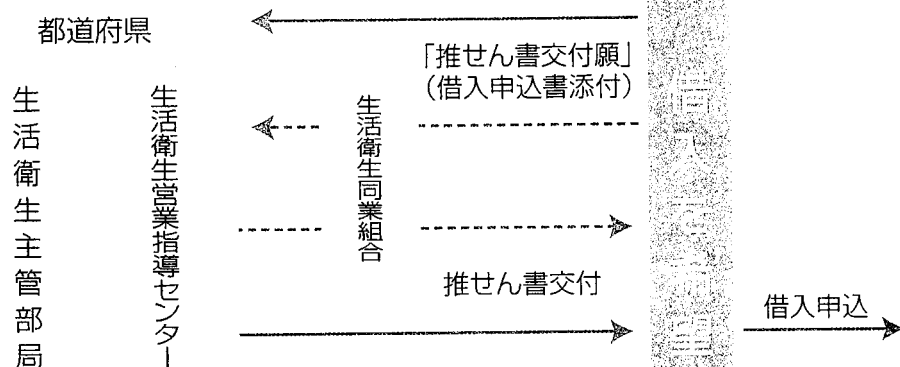 都道府県
生活衛生主管部局
生活衛生営業指導センター
生活衛生同業組合
「推せん書交付願」
（借入申込書添付）
推せん書交付
借入申込